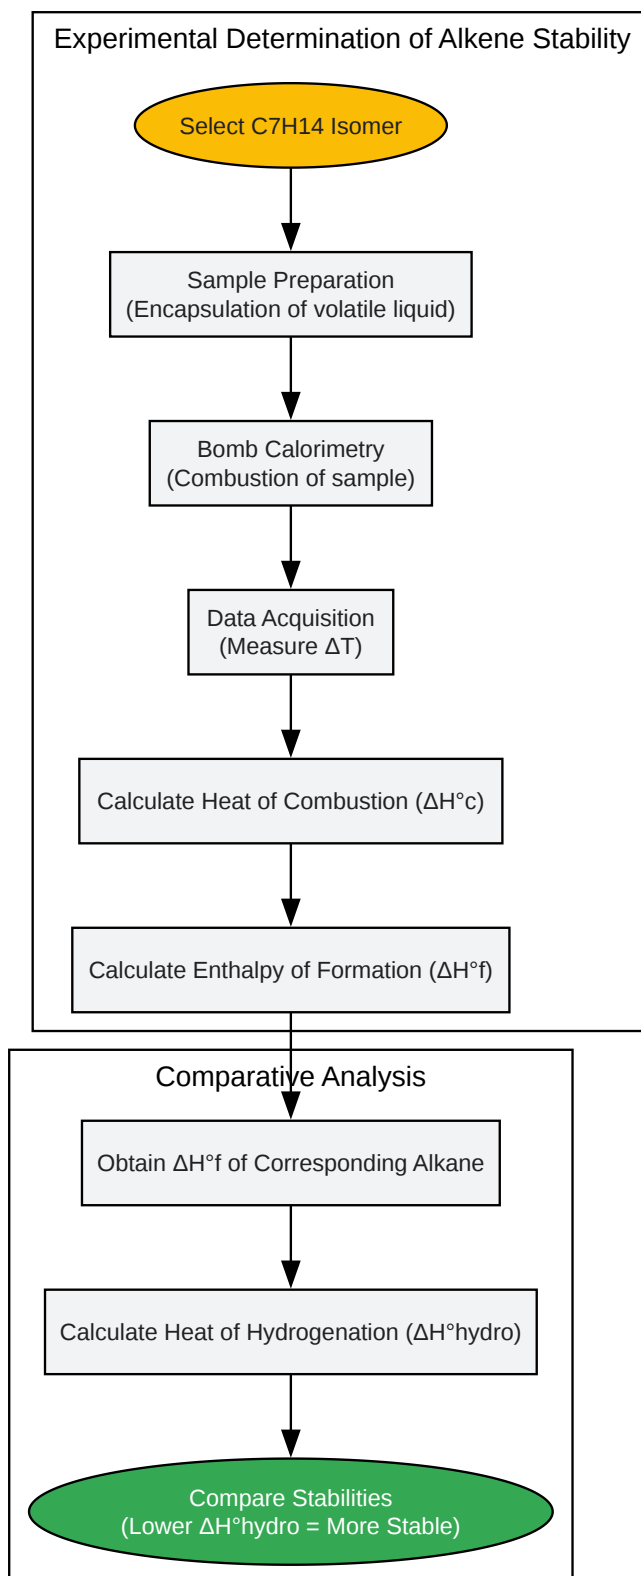 Experimental Determination of Alkene Stability
Select C7H14 Isomer
Sample Preparation
(Encapsulation of volatile liquid)
Bomb Calorimetry
(Combustion of sample)
Data Acquisition
(Measure ΔT)
Calculate Heat of Combustion (ΔH°c)
Calculate Enthalpy of Formation (ΔH°f)
Comparative Analysis
Obtain ΔH°f of Corresponding Alkane
Calculate Heat of Hydrogenation (ΔH°hydro)
Compare Stabilities
(Lower ΔH°hydro = More Stable)